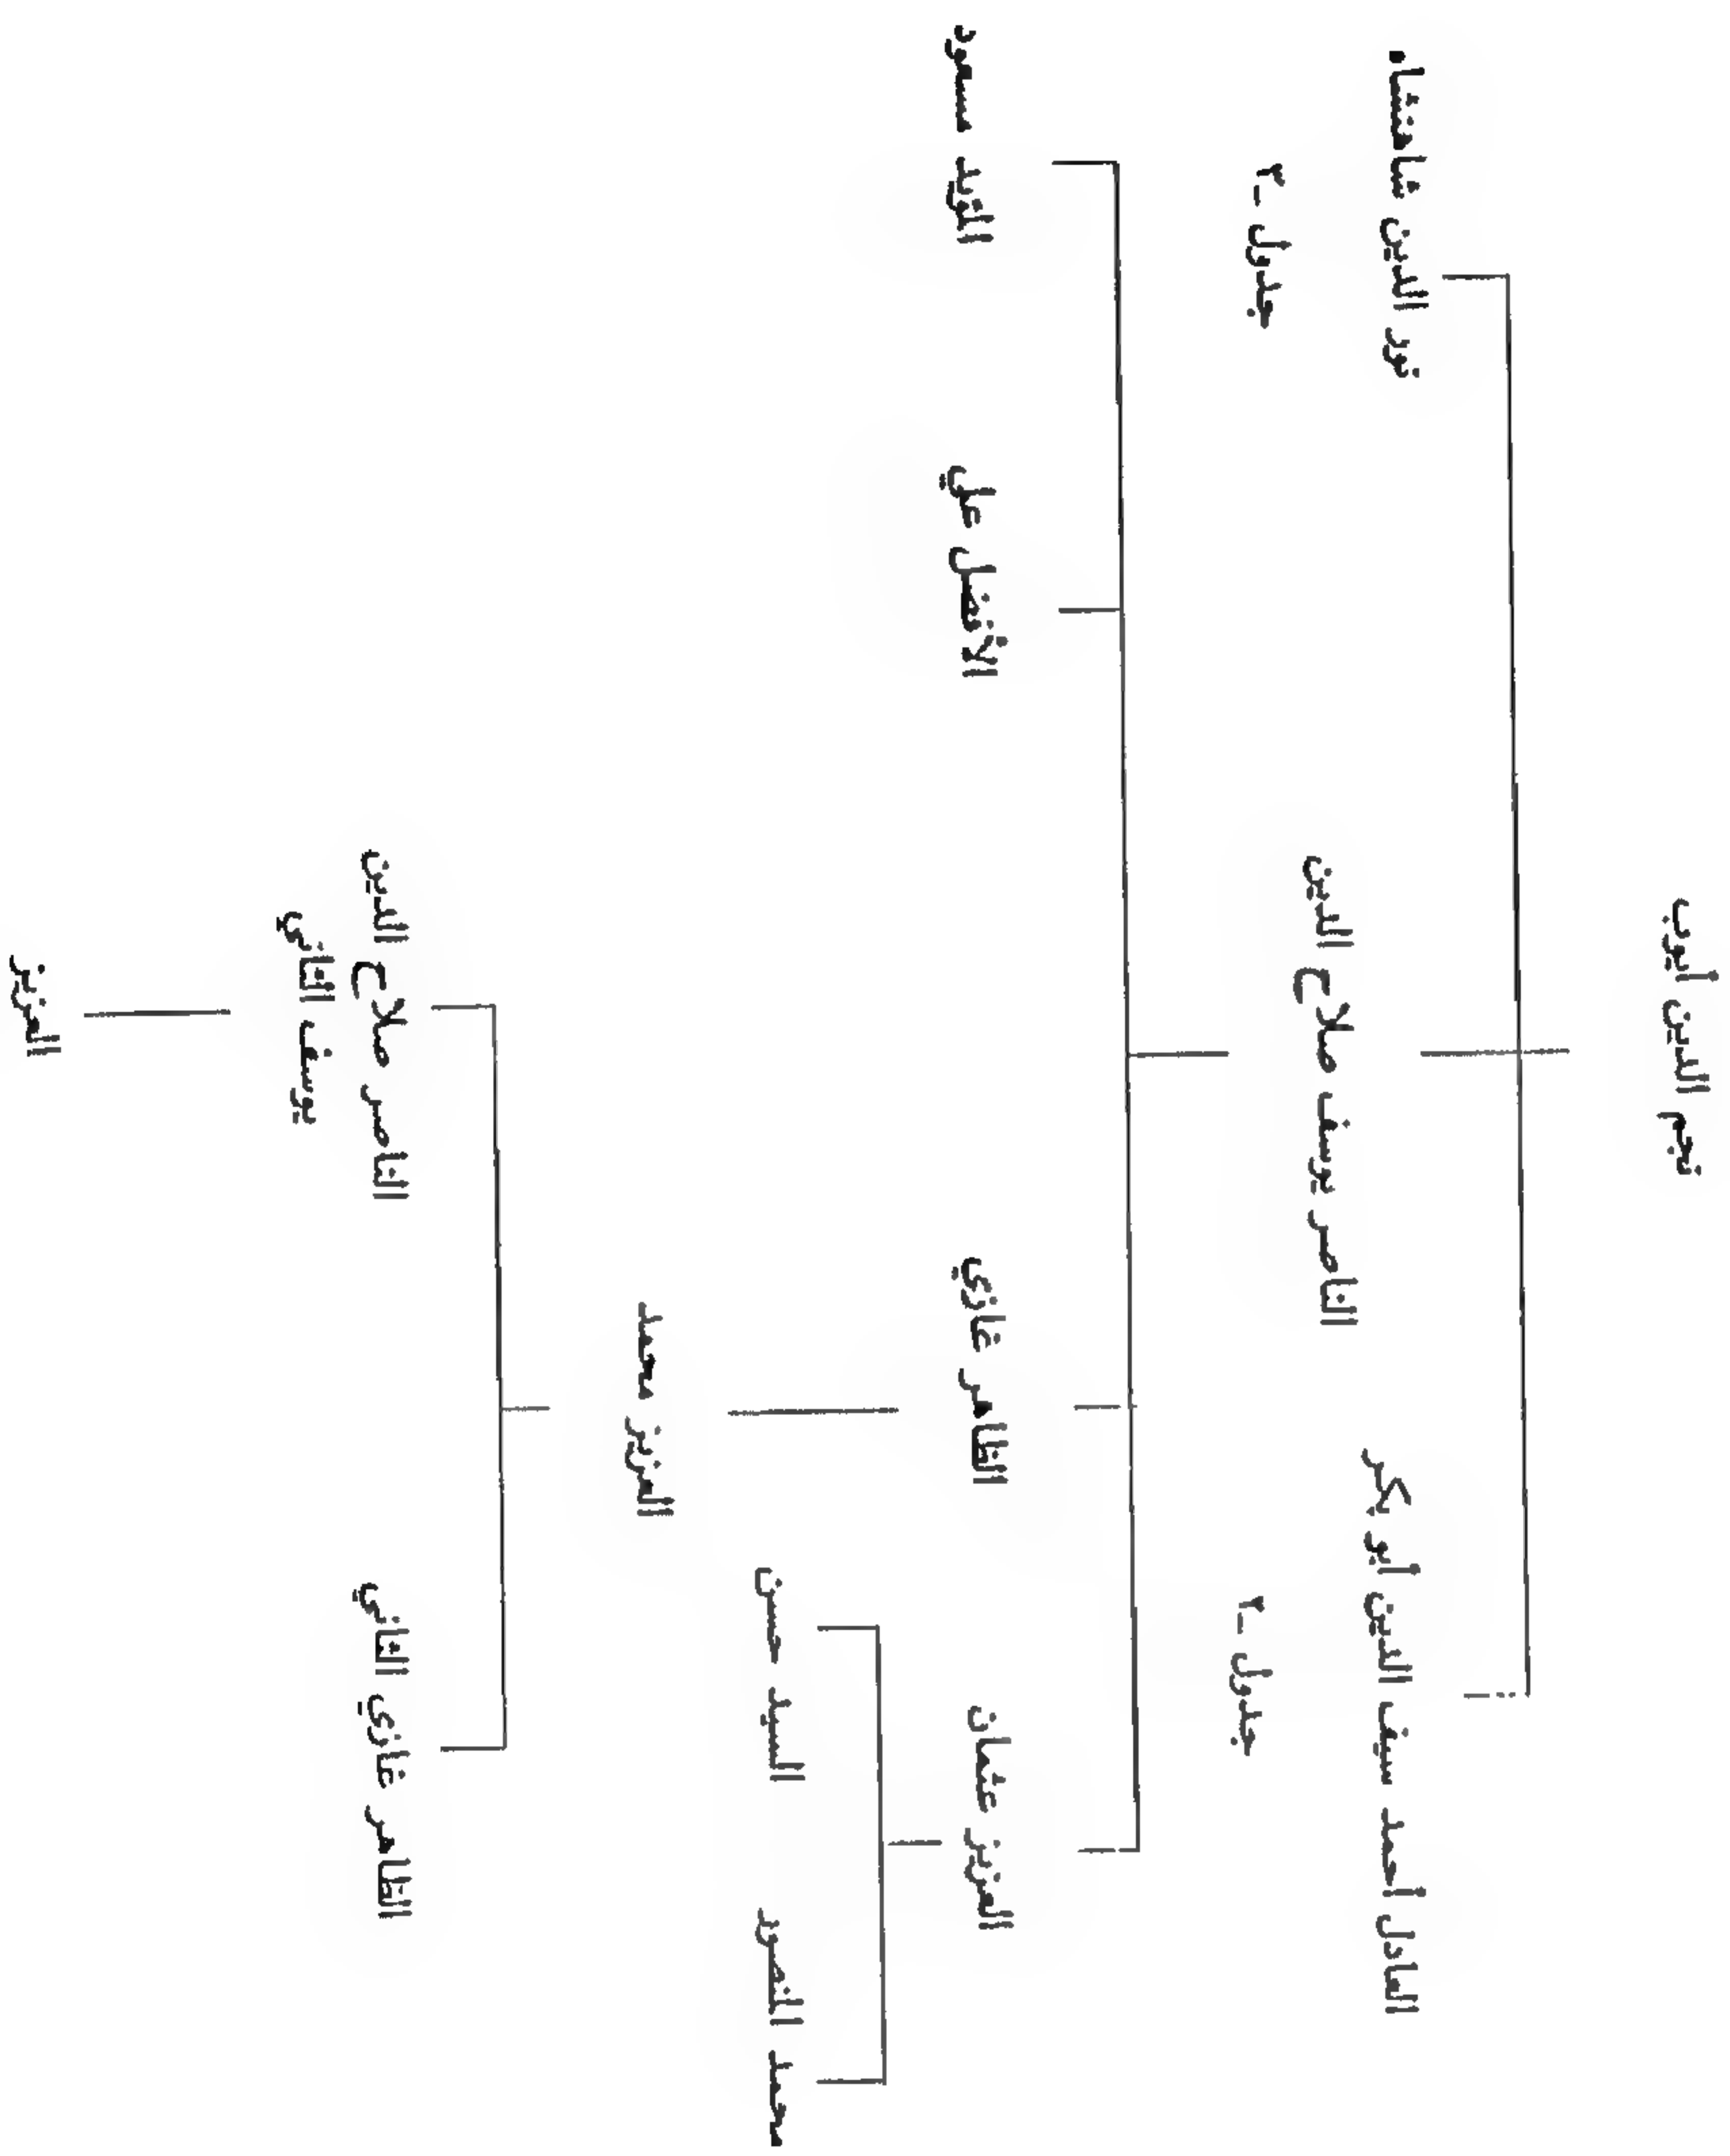 نجم الدين أيوب
العادل أحمد سيف الدين أبو بكر
الناصر يوسف صلاح الدين
نور الدين شاهنشاه
جدول ـ ٢
جدول ـ ٣
العزيز عثمان
الظاهر غازي
الأفضل علي
المؤيد مسعود
محمد المنصور
السيد حسن
العزيز محمد
الظاهر غازي الثاني
الناصر صلاح الدين
يوسف الثاني
العزيز